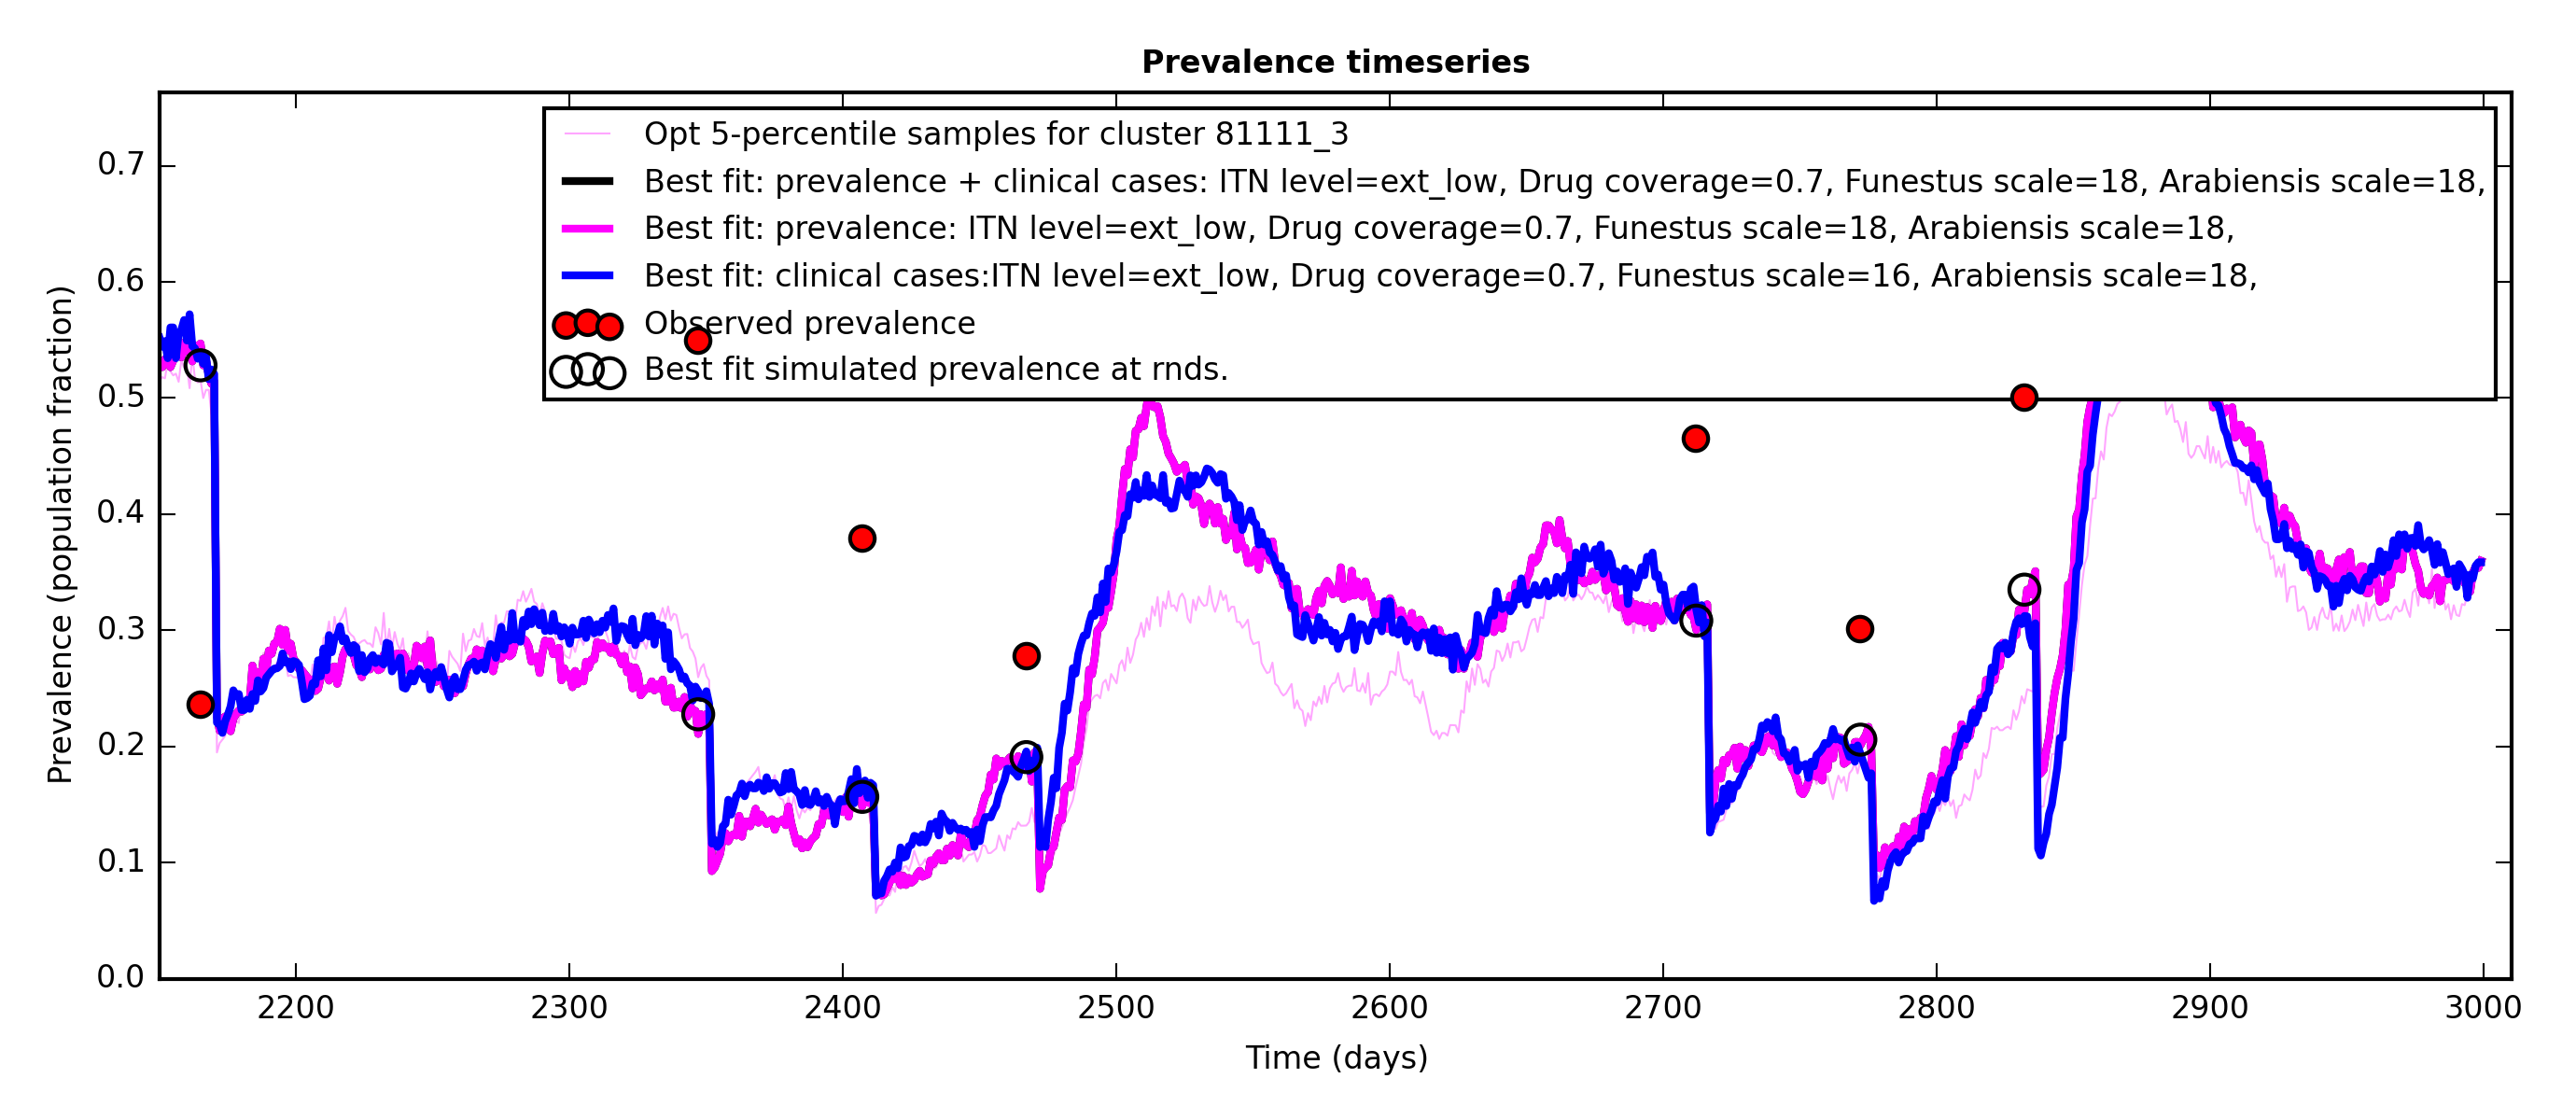 Prevalence timeseries
Opt 5-percentile samples for cluster 81111_3
Best fit: prevalence + clinical cases: ITN level=ext_low, Drug coverage=0.7, Funestus scale=18, Arabiensis scale=18,
Best fit: prevalence: ITN level=ext_low, Drug coverage=0.7, Funestus scale=18, Arabiensis scale=18,
Best fit: clinical cases:ITN level=ext_low, Drug coverage=0.7, Funestus scale=16, Arabiensis scale=18,
Observed prevalence
Best fit simulated prevalence at rnds.
Prevalence (population fraction)
0.7
0.6
0.5
0.4
0.3
0.2
0.1
0.0
2200 2300 2400 2500 2600 2700 2800 2900 3000
Time (days)